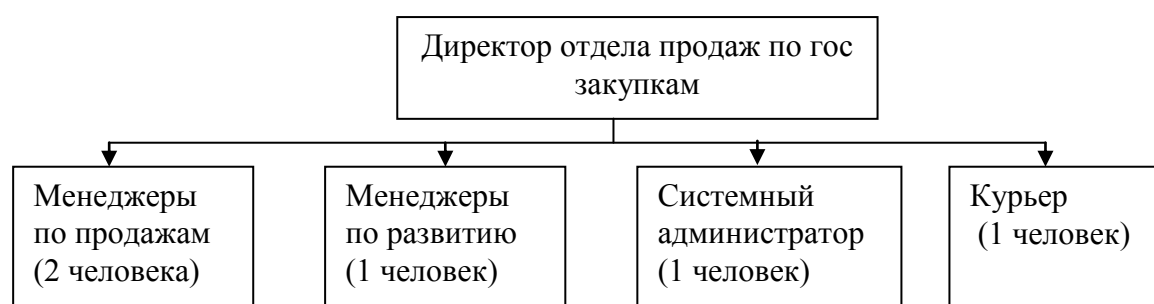 Директор отдела продаж по гос
закупкам
Менеджеры
по продажам
(2 человека)
Менеджеры
по развитию
(1 человек)
Системный
администратор
(1 человек)
Курьер
(1 человек)